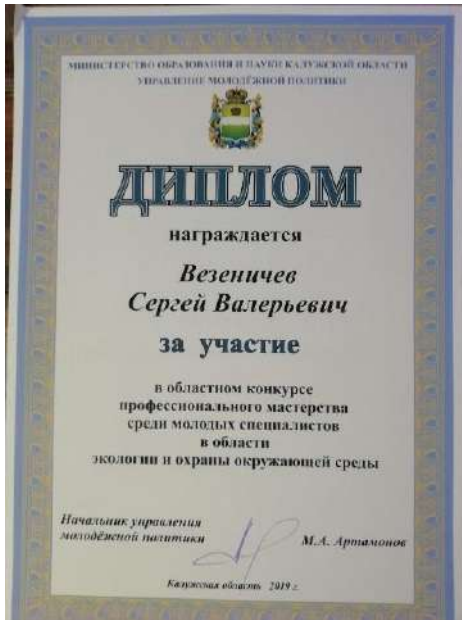 МИНИСТЕРСТВО ОБРАЗОВАНИЯ И НАУКИ КАЛУЖСКОЙ ОБЛАСТИ
УПРАВЛЕНИЕ МОЛОДЁЖНОЙ ПОЛИТИКИ
ДИПЛОМ
награждается
Везеничев
Сергей Валерьевич
за участие
в областном конкурсе
профессионального мастерства
среди молодых специалистов
в области
экологии и охраны окружающей среды
Начальник управления
молодёжной политики
М.А. Артамонов
Калужская область 2019 г.